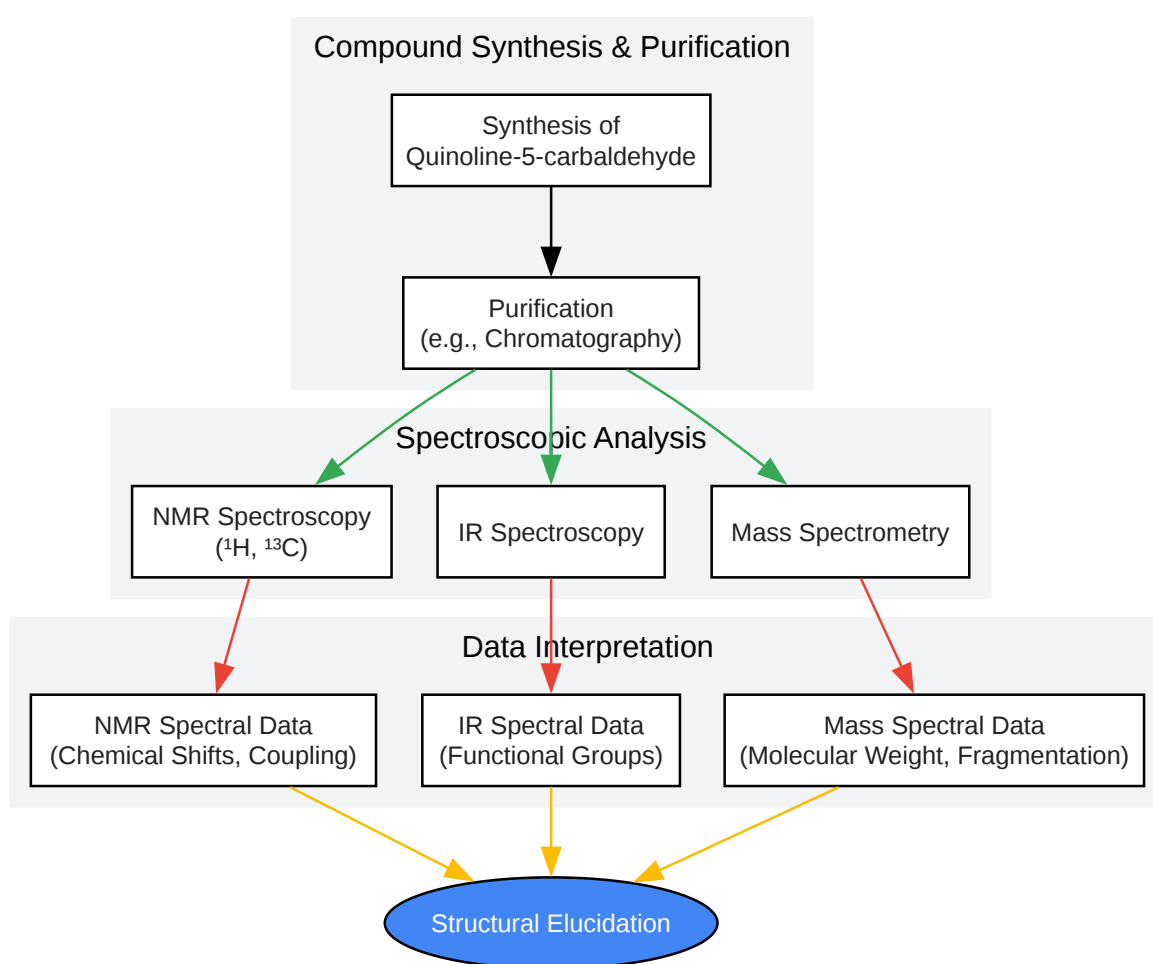 Compound Synthesis & Purification
Synthesis of
Quinoline-5-carbaldehyde
Purification
(e.g., Chromatography)
Spectroscopic Analysis
NMR Spectroscopy
(¹H, ¹³C)
IR Spectroscopy
Mass Spectrometry
Data Interpretation
NMR Spectral Data
(Chemical Shifts, Coupling)
IR Spectral Data
(Functional Groups)
Mass Spectral Data
(Molecular Weight, Fragmentation)
Structural Elucidation